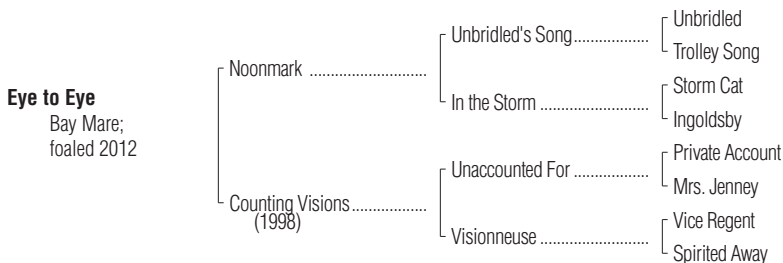 Eye to Eye
Bay Mare;
foaled 2012
Noonmark ...........................
Counting Visions..................
(1998)
Unbridled's Song..................
In the Storm ..........................
Unaccounted For ..................
Visionneuse ..........................
Unbridled
Trolley Song
Storm Cat
Ingoldsby
Private Account
Mrs. Jenney
Vice Regent
Spirited Away